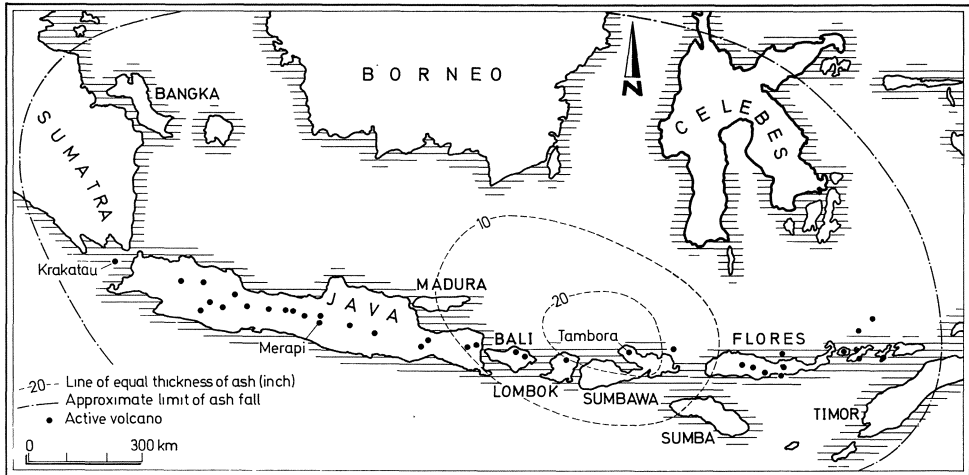 BORNEO
BANGKA
SUMATRA
N
CELEBES
Krakatau
10
MADURA
JAVA
20
Merapi
BALI
Tambora
FLORES
LOMBOK
SUMBAWA
SUMBA
TIMOR
-20- Line of equal thickness of ash (inch)
Approximate limit of ash fall
Active volcano
0 300 km